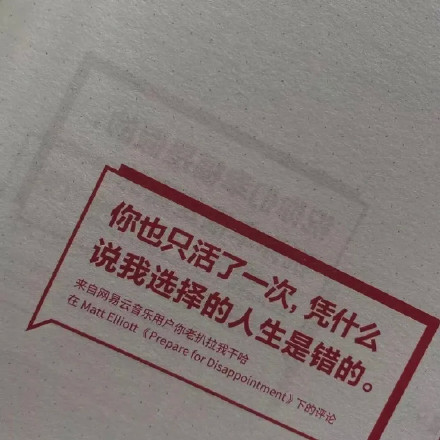 你也只活了一次，凭什么
说我选择的人生是错的。
来自网易云音乐用户你老扒拉我干哈
在 Matt Elliott《Prepare for Disappointment》下的评论